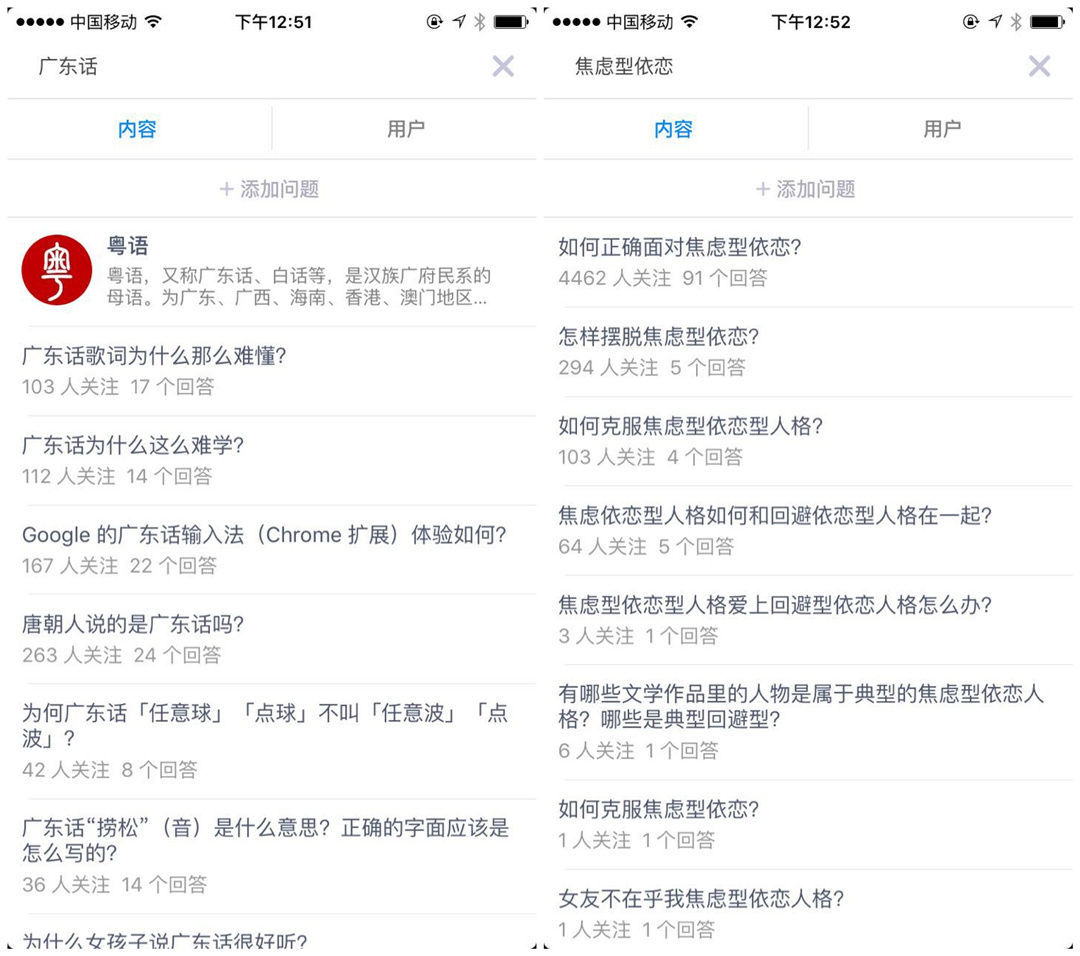 中国移动 下午12:51
广东话
内容 用户
+ 添加问题
粤
粤语
粤语，又称广东话、白话等，是汉族广府民系的
母语。为广东、广西、海南、香港、澳门地区...
广东话歌词为什么那么难懂?
103 人关注 17 个回答
广东话为什么这么难学?
112 人关注 14 个回答
Google 的广东话输入法（Chrome 扩展）体验如何?
167 人关注 22 个回答
唐朝人说的是广东话吗?
263 人关注 24 个回答
为何广东话「任意球」「点球」不叫「任意波」「点
波」?
42 人关注 8 个回答
广东话“捞松”（音）是什么意思？正确的字面应该是
怎么写的?
36 人关注 14 个回答
为什么女孩子说广东话很好听?
中国移动 下午12:52
焦虑型依恋
内容 用户
+ 添加问题
如何正确面对焦虑型依恋?
4462 人关注 91 个回答
怎样摆脱焦虑型依恋?
294 人关注 5 个回答
如何克服焦虑型依恋型人格?
103 人关注 4 个回答
焦虑依恋型人格如何和回避依恋型人格在一起?
64 人关注 5 个回答
焦虑型依恋型人格爱上回避型依恋人格怎么办?
3 人关注 1 个回答
有哪些文学作品里的人物是属于典型的焦虑型依恋人
格？哪些是典型回避型?
6 人关注 1 个回答
如何克服焦虑型依恋?
1 人关注 1 个回答
女友不在乎我焦虑型依恋人格?
1 人关注 1 个回答